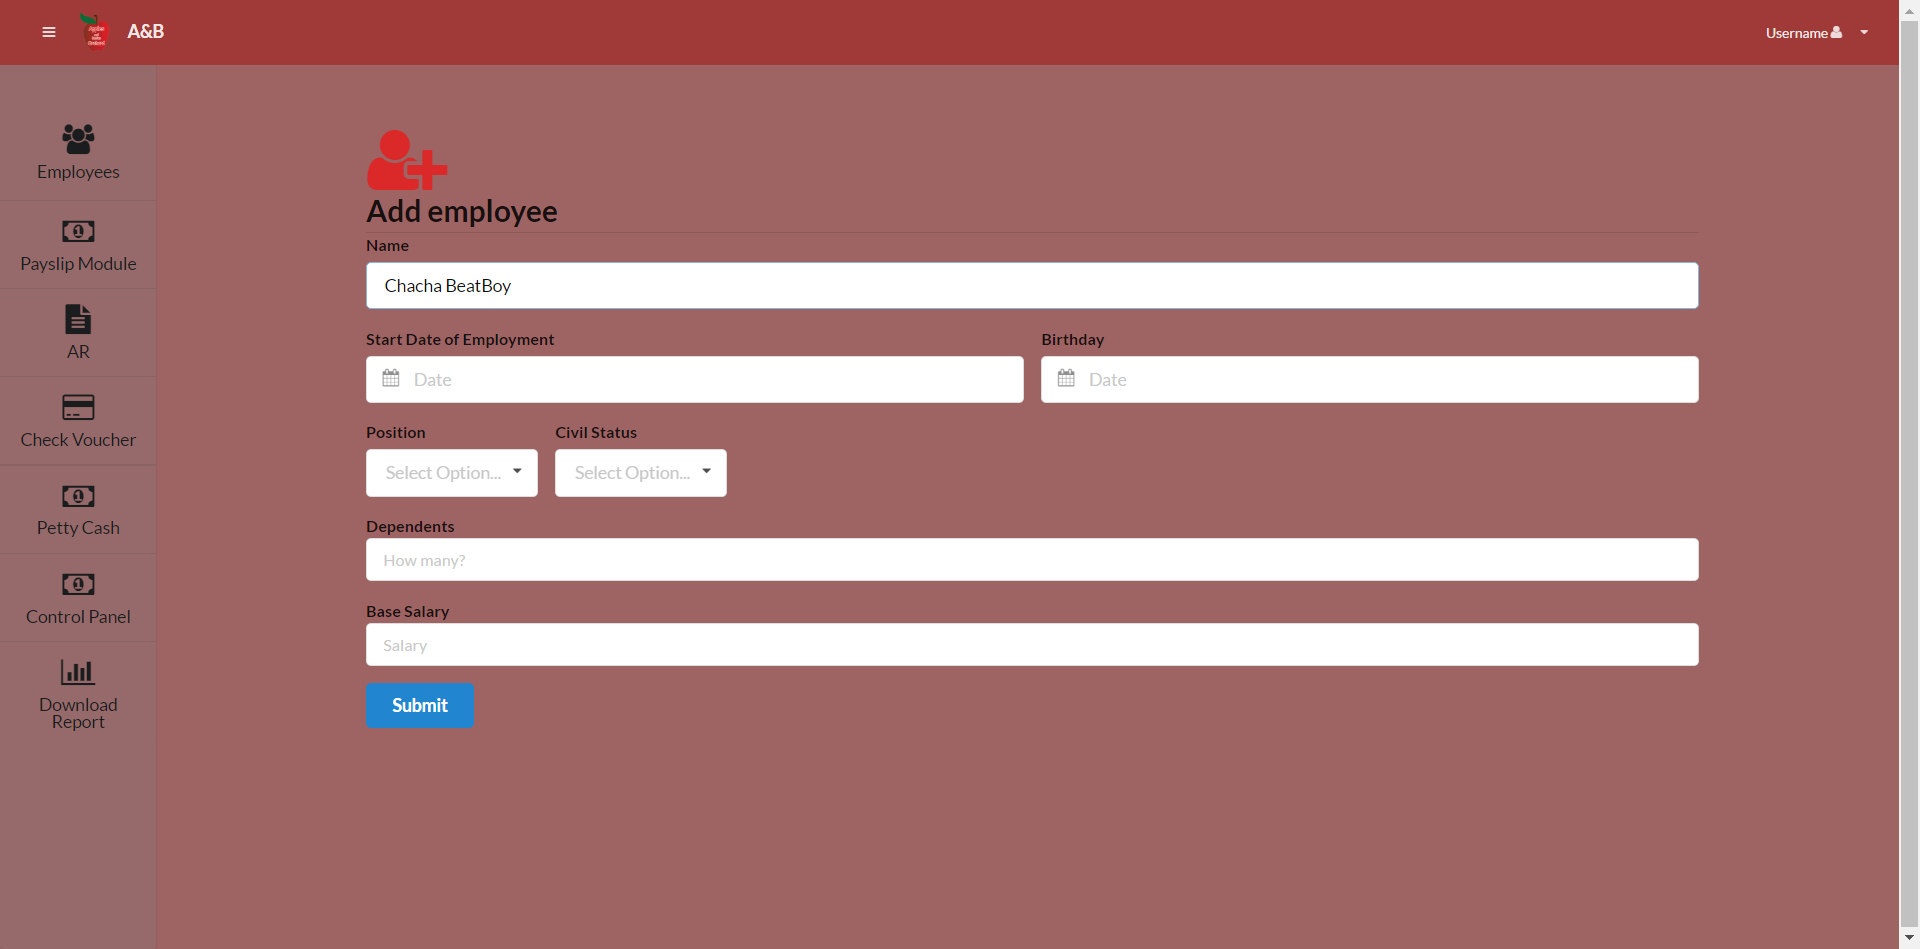 A&B
Username
Employees
Payslip Module
AR
Check Voucher
Petty Cash
Control Panel
Download
Report
Add employee
Name
Chacha BeatBoy
Start Date of Employment
Birthday
Date
Date
Position
Civil Status
Select Option...
Select Option...
Dependents
How many?
Base Salary
Salary
Submit